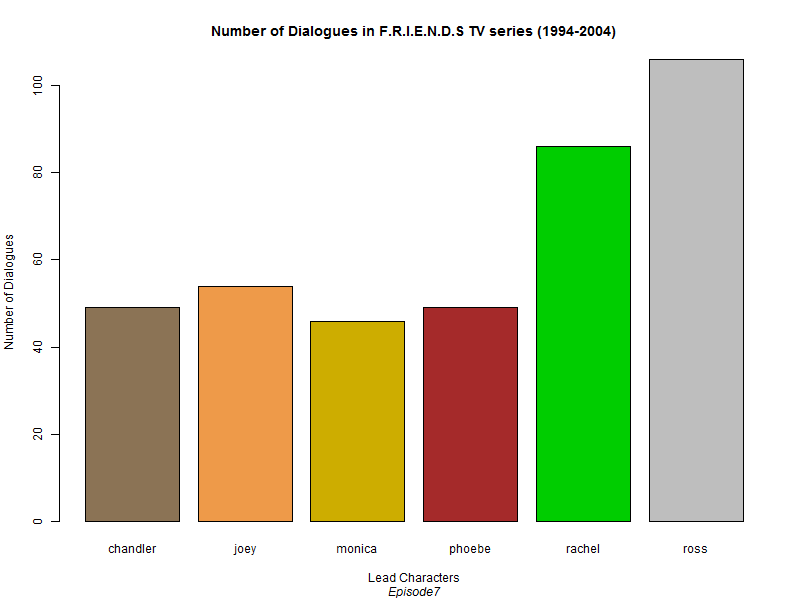 Number of Dialogues in F.R.I.E.N.D.S TV series (1994-2004)
Number of Dialogues
100
80
60
40
20
0
chandler joey monica phoebe rachel ross
Lead Characters
Episode7